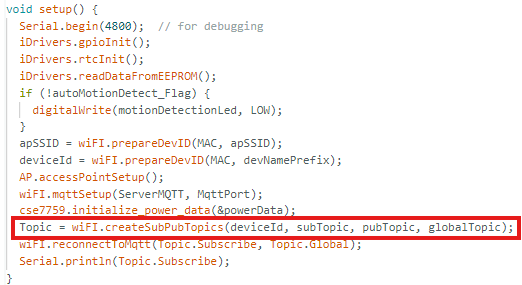 void setup() {
Serial.begin(4800);  // for debugging
iDrivers.gpioInit();
iDrivers.rtcInit();
iDrivers.readDataFromEEPROM();
if (!autoMotionDetect_Flag) {
digitalWrite(motionDetectionLed, LOW);
}
apSSID = wiFI.prepareDevID(MAC, apSSID);
deviceId = wiFI.prepareDevID(MAC, devNamePrefix);
AP.accessPointSetup();
wiFI.mqttSetup(ServerMQTT, MqttPort);
cse7759.initialize_power_data(&powerData);
Topic = wiFI.createSubPubTopics(deviceId, subTopic, pubTopic, globalTopic);
wiFI.reconnectToMqtt(Topic.Subscribe, Topic.Global);
Serial.println(Topic.Subscribe);
}